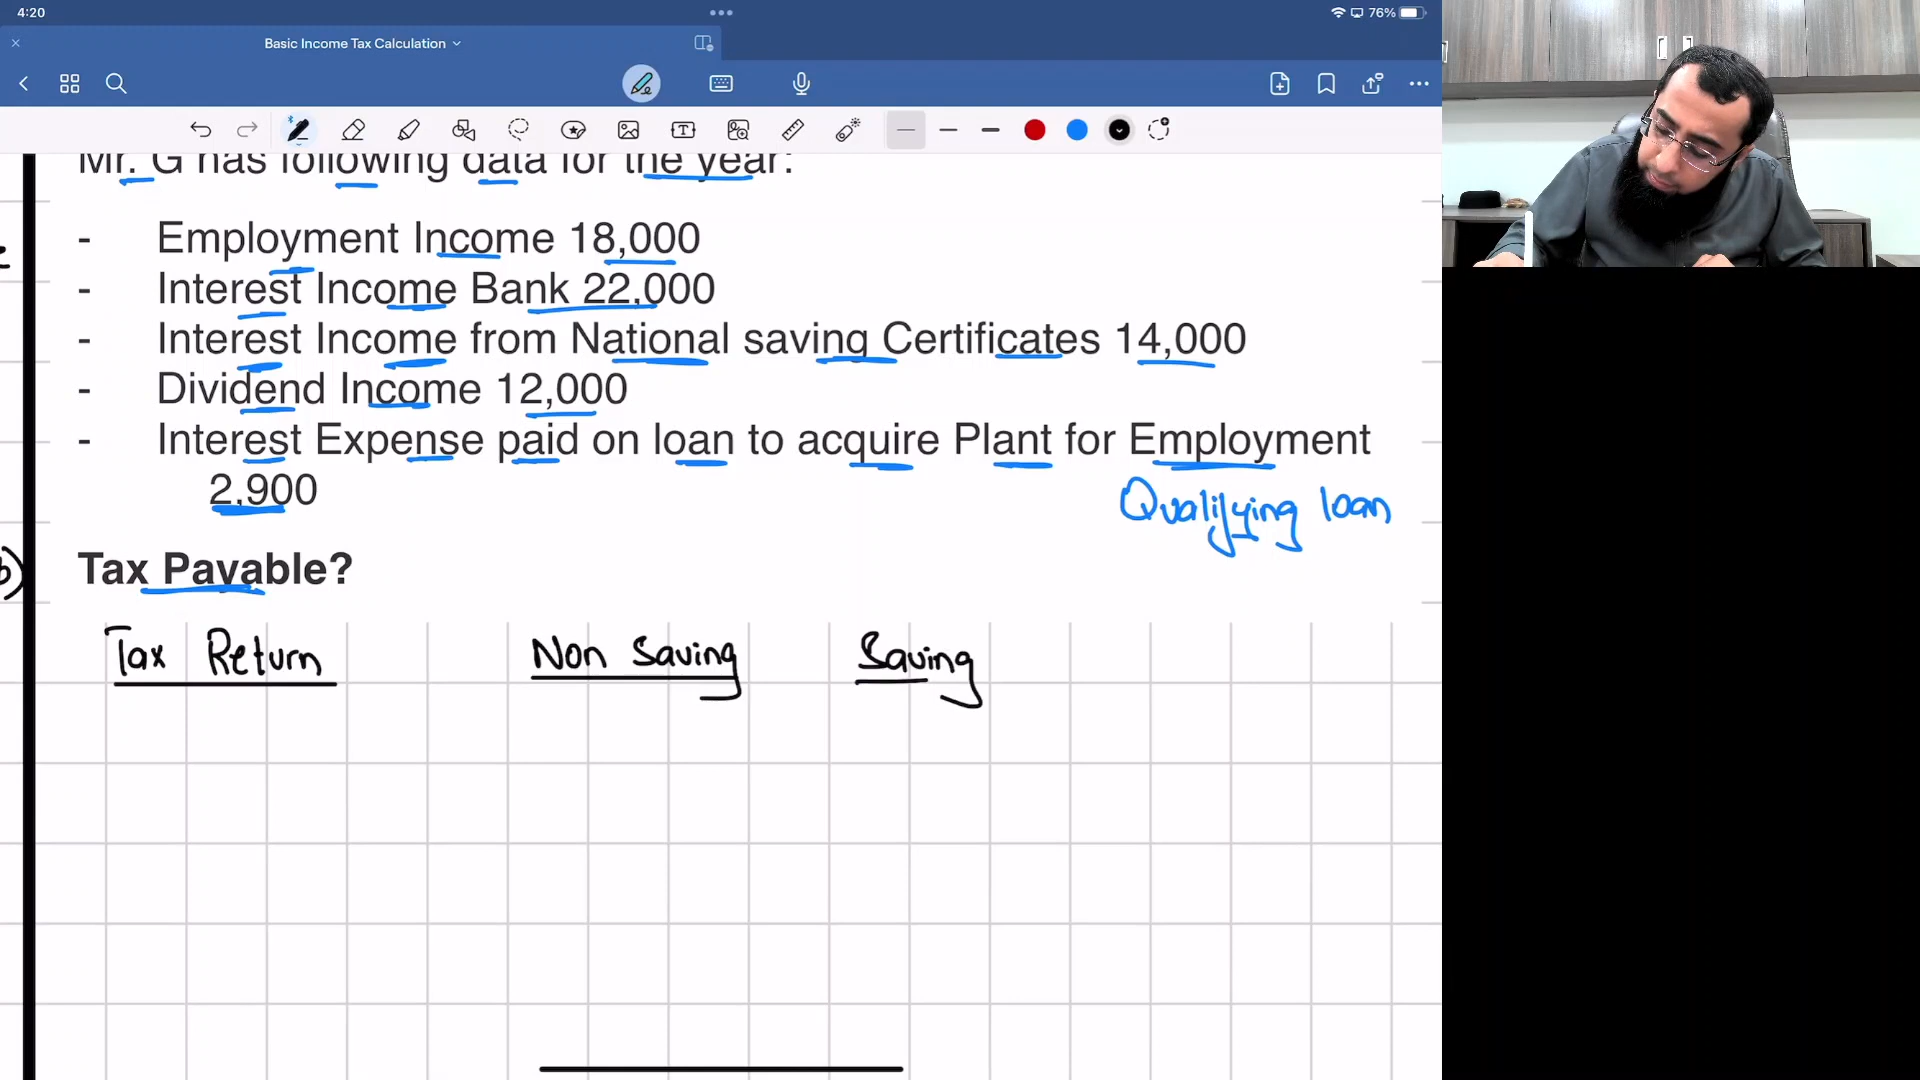 4:20
76%
Basic Income Tax Calculation
Mr. G has following data for the year:
- Employment Income 18,000
- Interest Income Bank 22,000
- Interest Income from National saving Certificates 14,000
- Dividend Income 12,000
- Interest Expense paid on loan to acquire Plant for Employment
2,900
Qualifying loan
b)
Tax Payable?
Tax Return
Non Saving
Saving